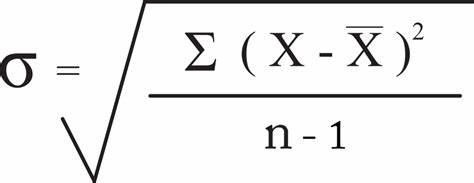 σ = √ Σ ( X - X̅ )²
n - 1